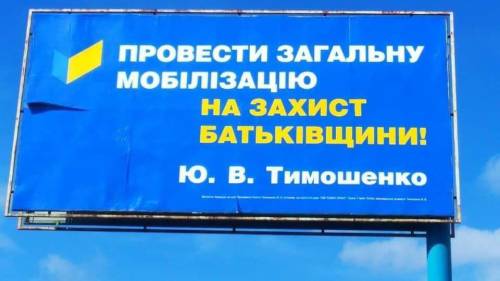 ПРОВЕСТИ ЗАГАЛЬНУ
МОБІЛІЗАЦІЮ
НА ЗАХИСТ
БАТЬКІВЩИНИ!
Ю. В. Тимошенко